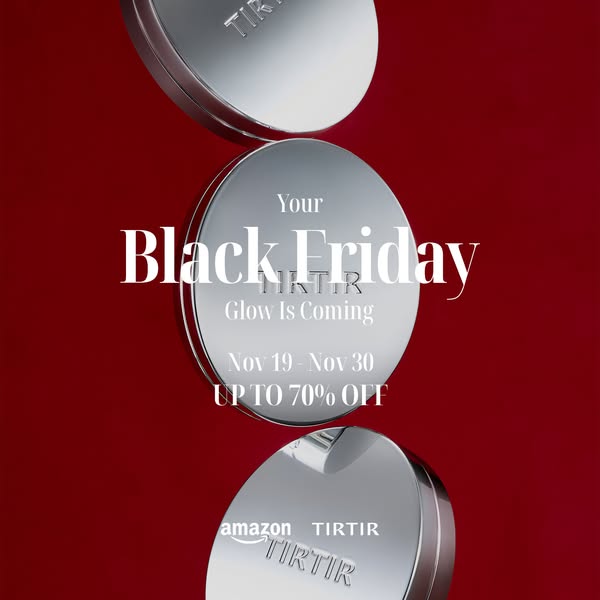 TIRTIR
Your
Black Friday
TIRTIR
Glow Is Coming
Nov 19 - Nov 30
UP TO 70% OFF
amazon TIRTIR
TIRTIR